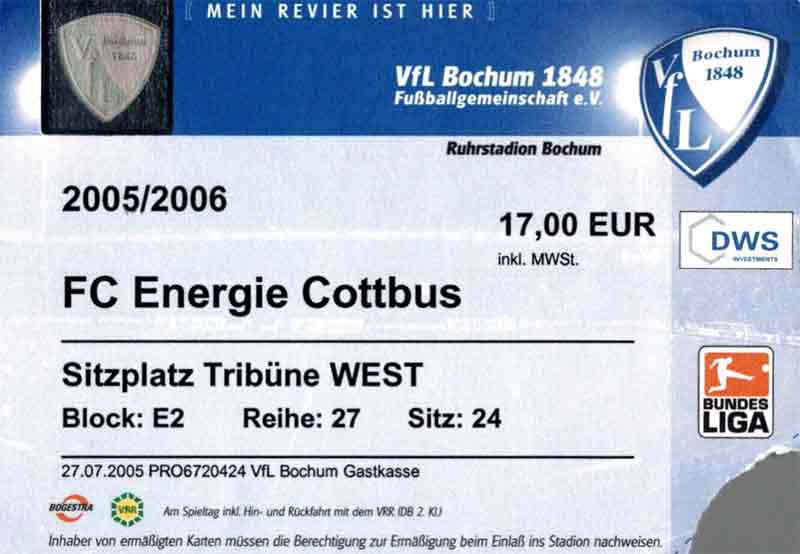 MEIN REVIER IST HIER
VfL Bochum 1848
VfL Bochum 1848
Fußballgemeinschaft e.V.
Bochum
1848
VfL
Ruhrstadion Bochum
2005/2006
17,00 EUR
inkl. MWSt.
DWS
INVESTMENTS
FC Energie Cottbus
Sitzplatz Tribüne WEST
Block: E2 Reihe: 27 Sitz: 24
BUNDES
LIGA
27.07.2005 PRO6720424 VfL Bochum Gastkasse
BOGESTRA
VRR
Am Spieltag inkl. Hin- und Rückfahrt mit dem VRR (DB 2. Kl.)
Inhaber von ermäßigten Karten müssen die Berechtigung zur Ermäßigung beim Einlaß ins Stadion nachweisen.